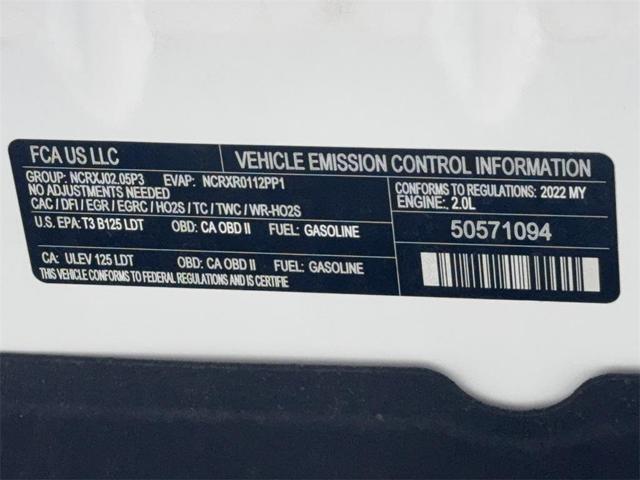 FCA US LLC
VEHICLE EMISSION CONTROL INFORMATION
GROUP: NCRXJ02.05P3 EVAP: NCRXR0112PP1
NO ADJUSTMENTS NEEDED
CAC / DFI / EGR / EGRC / HO2S / TC / TWC / WR-HO2S
CONFORMS TO REGULATIONS: 2022 MY
ENGINE: 2.0L
U.S. EPA: T3 B125 LDT OBD: CA OBD II FUEL: GASOLINE
CA: ULEV 125 LDT OBD: CA OBD II FUEL: GASOLINE
THIS VEHICLE CONFORMS TO FEDERAL REGULATIONS AND IS CERTIFIE
50571094